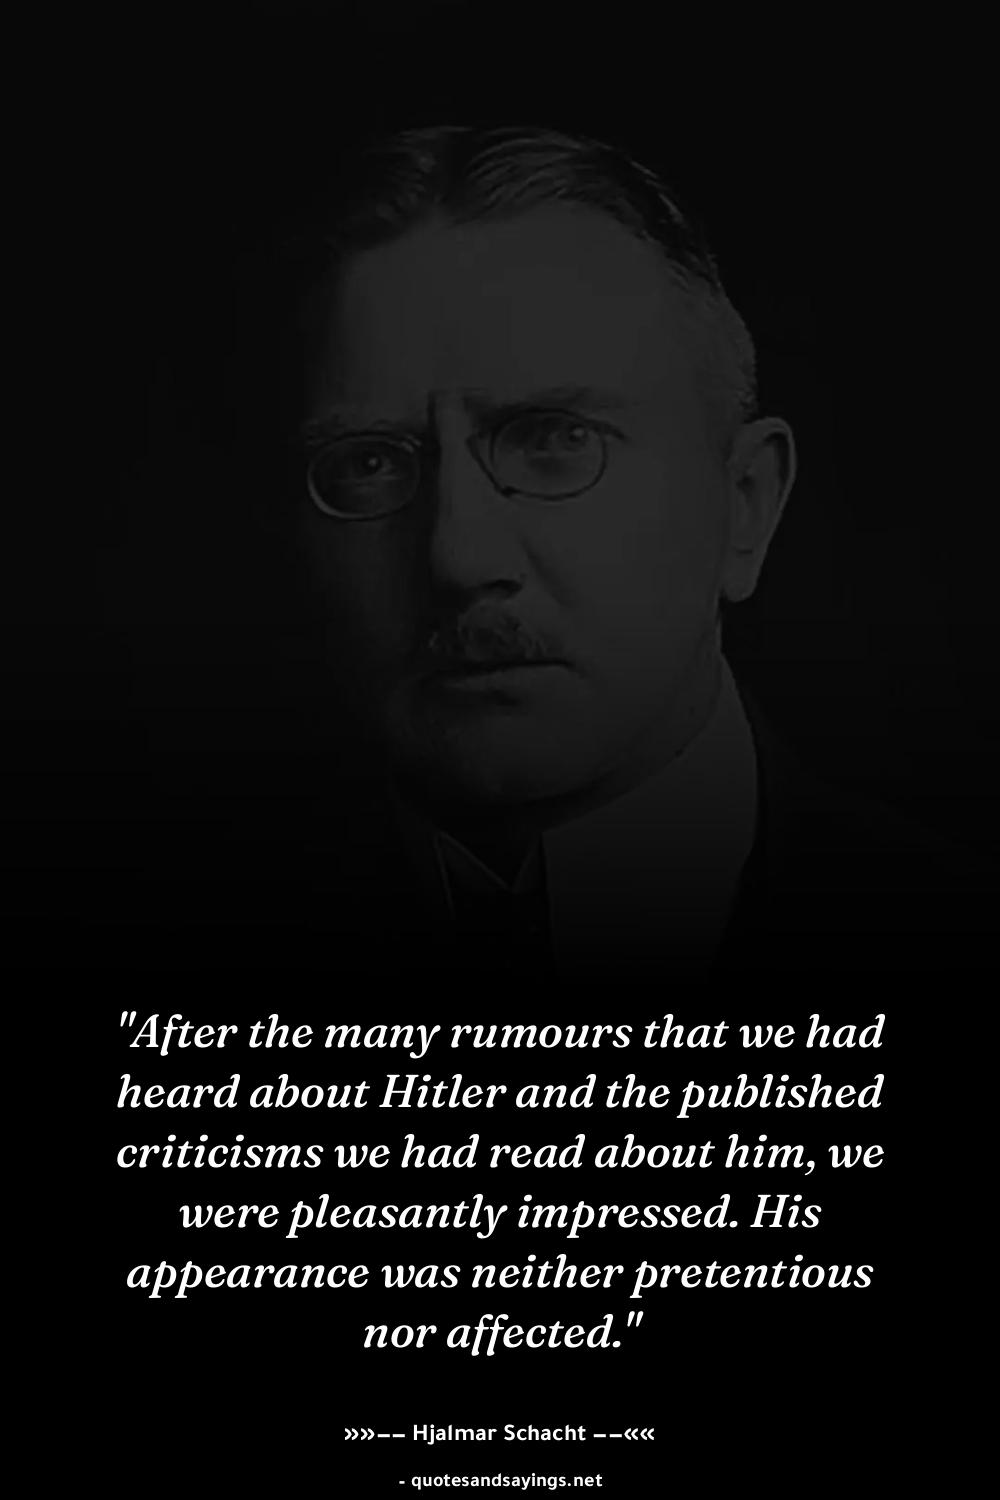 "After the many rumours that we had
heard about Hitler and the published
criticisms we had read about him, we
were pleasantly impressed. His
appearance was neither pretentious
nor affected."
»»–– Hjalmar Schacht ––««
- quotesandsayings.net